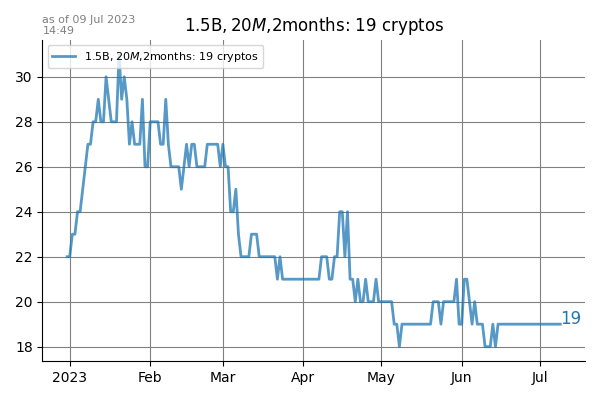 as of 09 Jul 2023
14:49
1.5B, 20M,2months: 19 cryptos
1.5B, 20M,2months: 19 cryptos
30
28
26
24
22
20
18
19
2023 Feb Mar Apr May Jun Jul